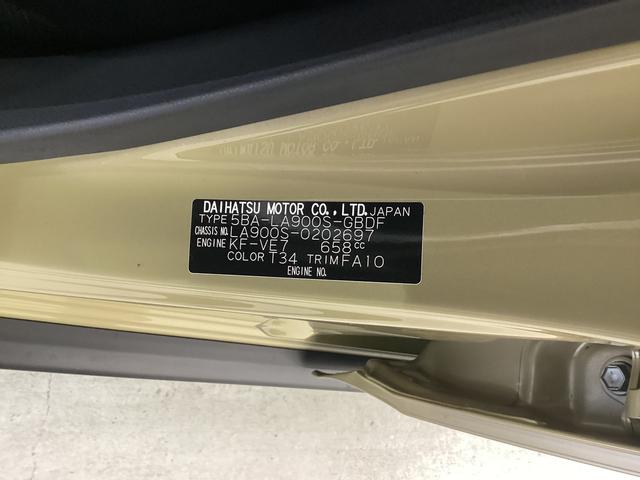 DAIHATSU MOTOR CO., LTD. JAPAN
TYPE 5BA-LA900S-GBDF
CHASSIS NO. LA900S-0202697
ENGINE KF-VE7 658cc
COLOR T34 TRIM FA10
ENGINE NO.